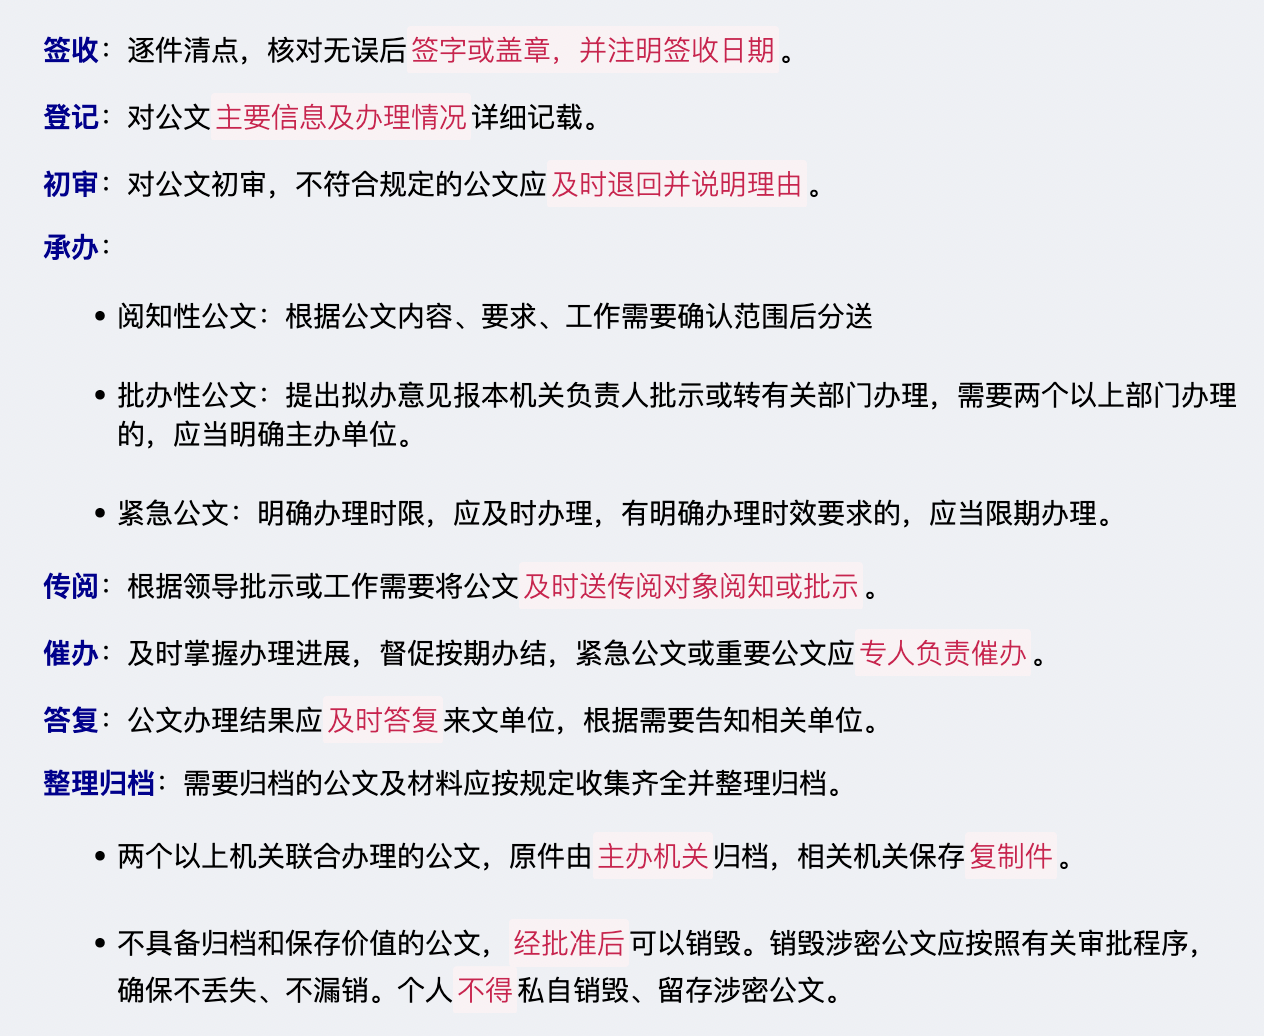 签收：逐件清点，核对无误后签字或盖章，并注明签收日期。
登记：对公文主要信息及办理情况详细记载。
初审：对公文初审，不符合规定的公文应及时退回并说明理由。
承办：
• 阅知性公文：根据公文内容、要求、工作需要确认范围后分送
• 批办性公文：提出拟办意见报本机关负责人批示或转有关部门办理，需要两个以上部门办理
的，应当明确主办单位。
• 紧急公文：明确办理时限，应及时办理，有明确办理时效要求的，应当限期办理。
传阅：根据领导批示或工作需要将公文及时送传阅对象阅知或批示。
催办：及时掌握办理进展，督促按期办结，紧急公文或重要公文应专人负责催办。
答复：公文办理结果应及时答复来文单位，根据需要告知相关单位。
整理归档：需要归档的公文及材料应按规定收集齐全并整理归档。
• 两个以上机关联合办理的公文，原件由主办机关归档，相关机关保存复制件。
• 不具备归档和保存价值的公文，经批准后可以销毁。销毁涉密公文应按照有关审批程序，
确保不丢失、不漏销。个人不得私自销毁、留存涉密公文。